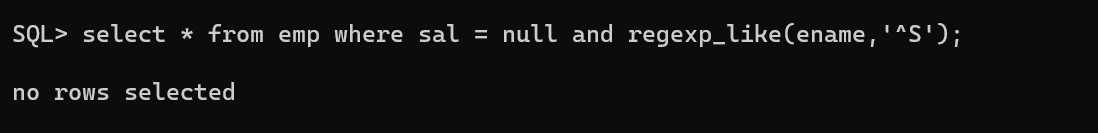 SQL> select * from emp where sal = null and regexp_like(ename,'^S');
no rows selected